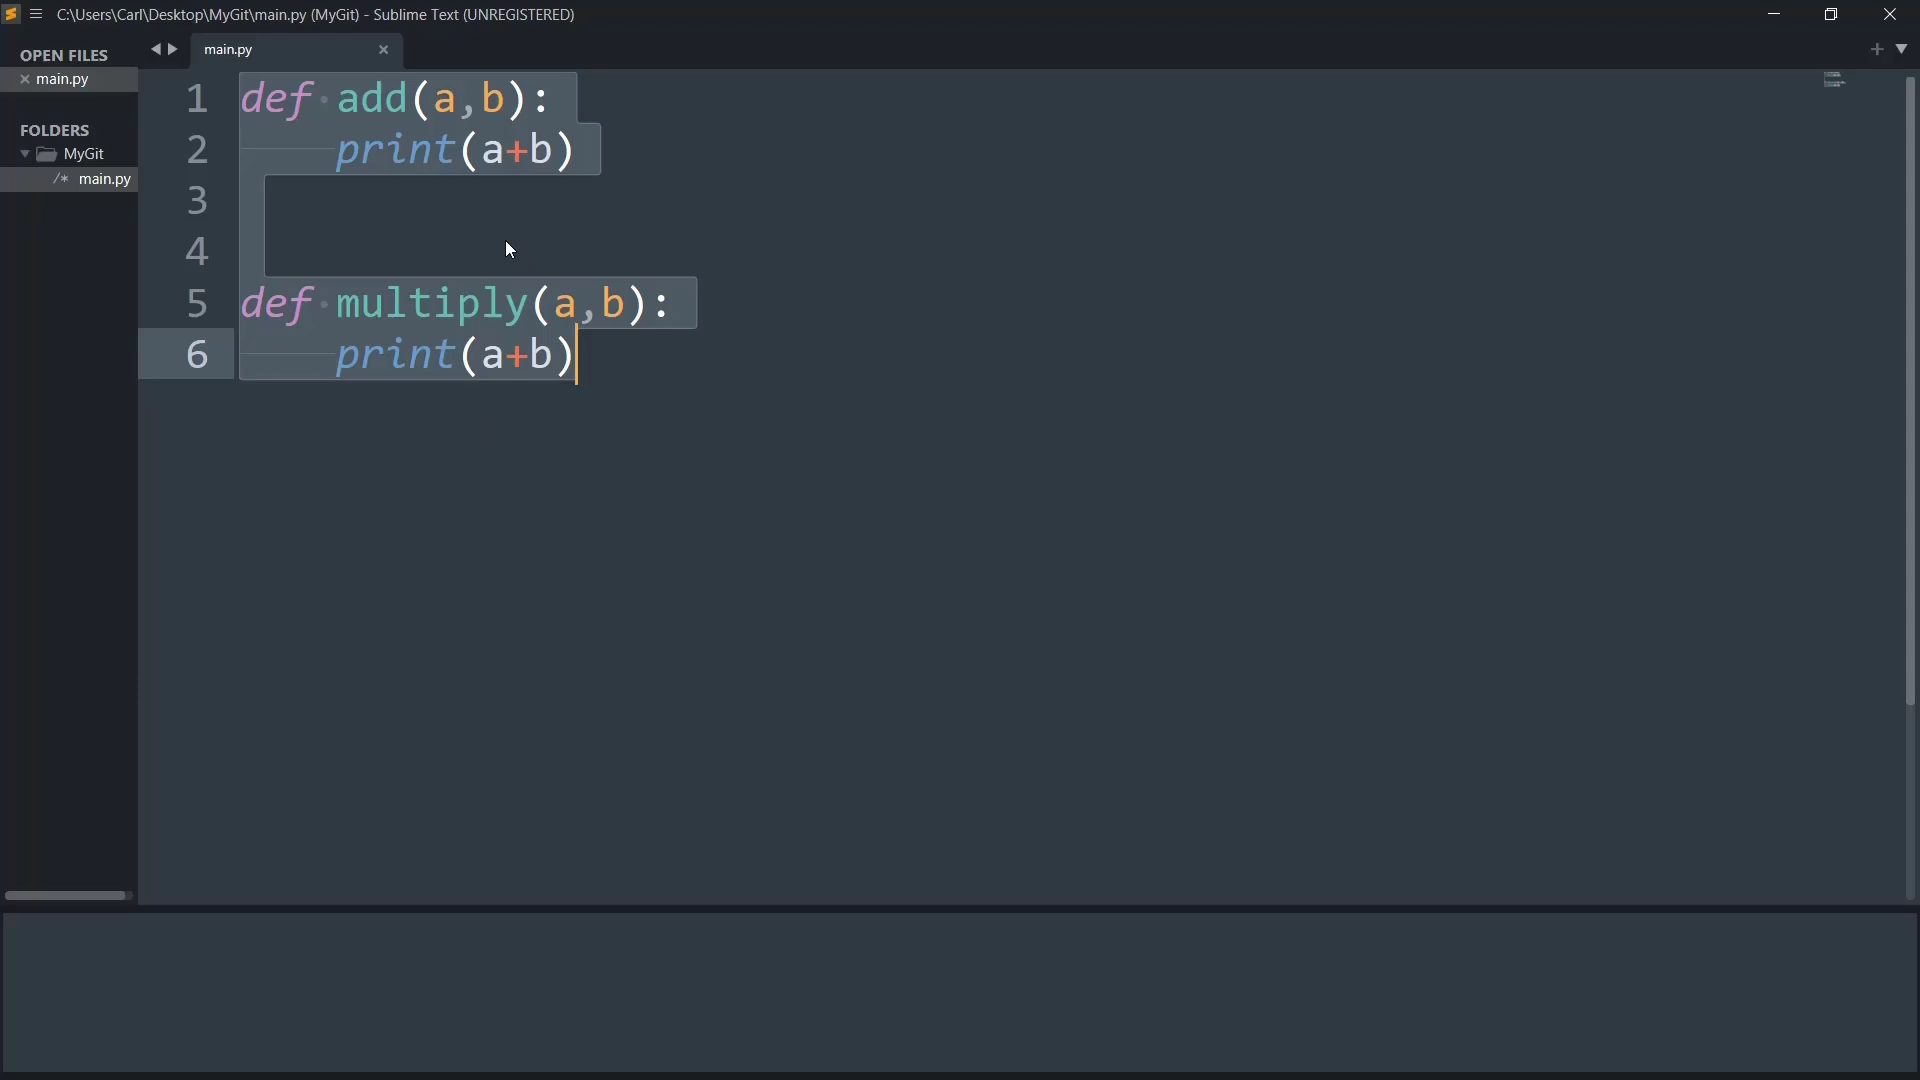 C:\Users\Carl\Desktop\MyGit\main.py (MyGit) - Sublime Text (UNREGISTERED)
OPEN FILES
main.py
FOLDERS
MyGit
/* main.py
main.py
1 def add(a,b):
2 print(a+b)
3
4
5 def multiply(a,b):
6 print(a+b)